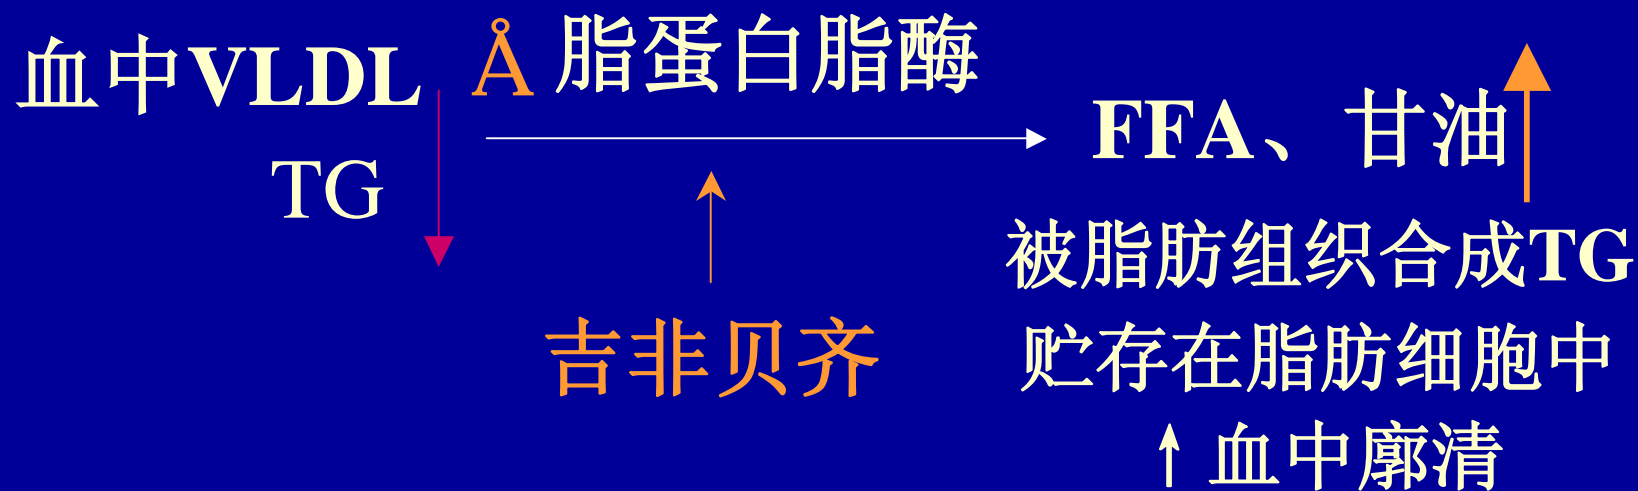 血中VLDL Å 脂蛋白脂酶
TG
FFA、甘油
吉非贝齐
被脂肪组织合成TG
贮存在脂肪细胞中
↑ 血中廓清